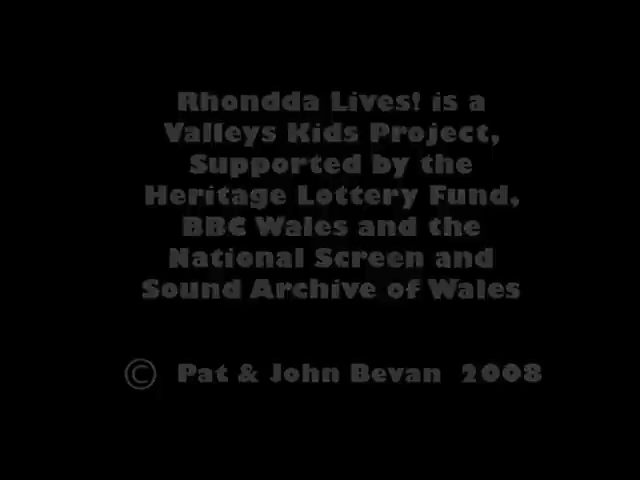 Rhondda Lives! is a
Valleys Kids Project,
Supported by the
Heritage Lottery Fund,
BBC Wales and the
National Screen and
Sound Archive of Wales
© Pat & John Bevan 2008